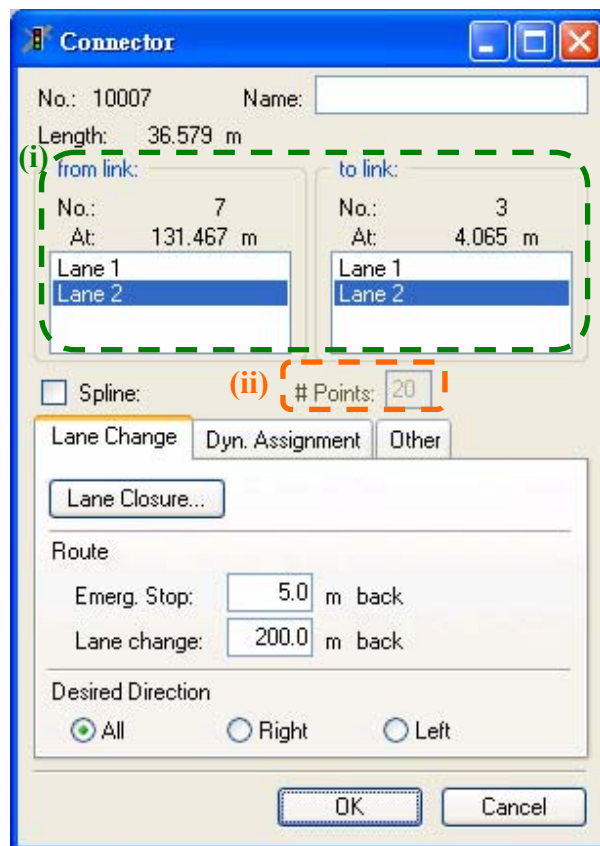 Connector
No.: 10007 Name:
Length: 36.579 m
(i)
from link: to link:
No.: 7 No.: 3
At: 131.467 m At: 4.065 m
Lane 1 Lane 1
Lane 2 Lane 2
Spline: (ii) # Points: 20
Lane Change Dyn. Assignment Other
Lane Closure...
Route
Emerg. Stop: 5.0 m back
Lane change: 200.0 m back
Desired Direction
All Right Left
OK Cancel